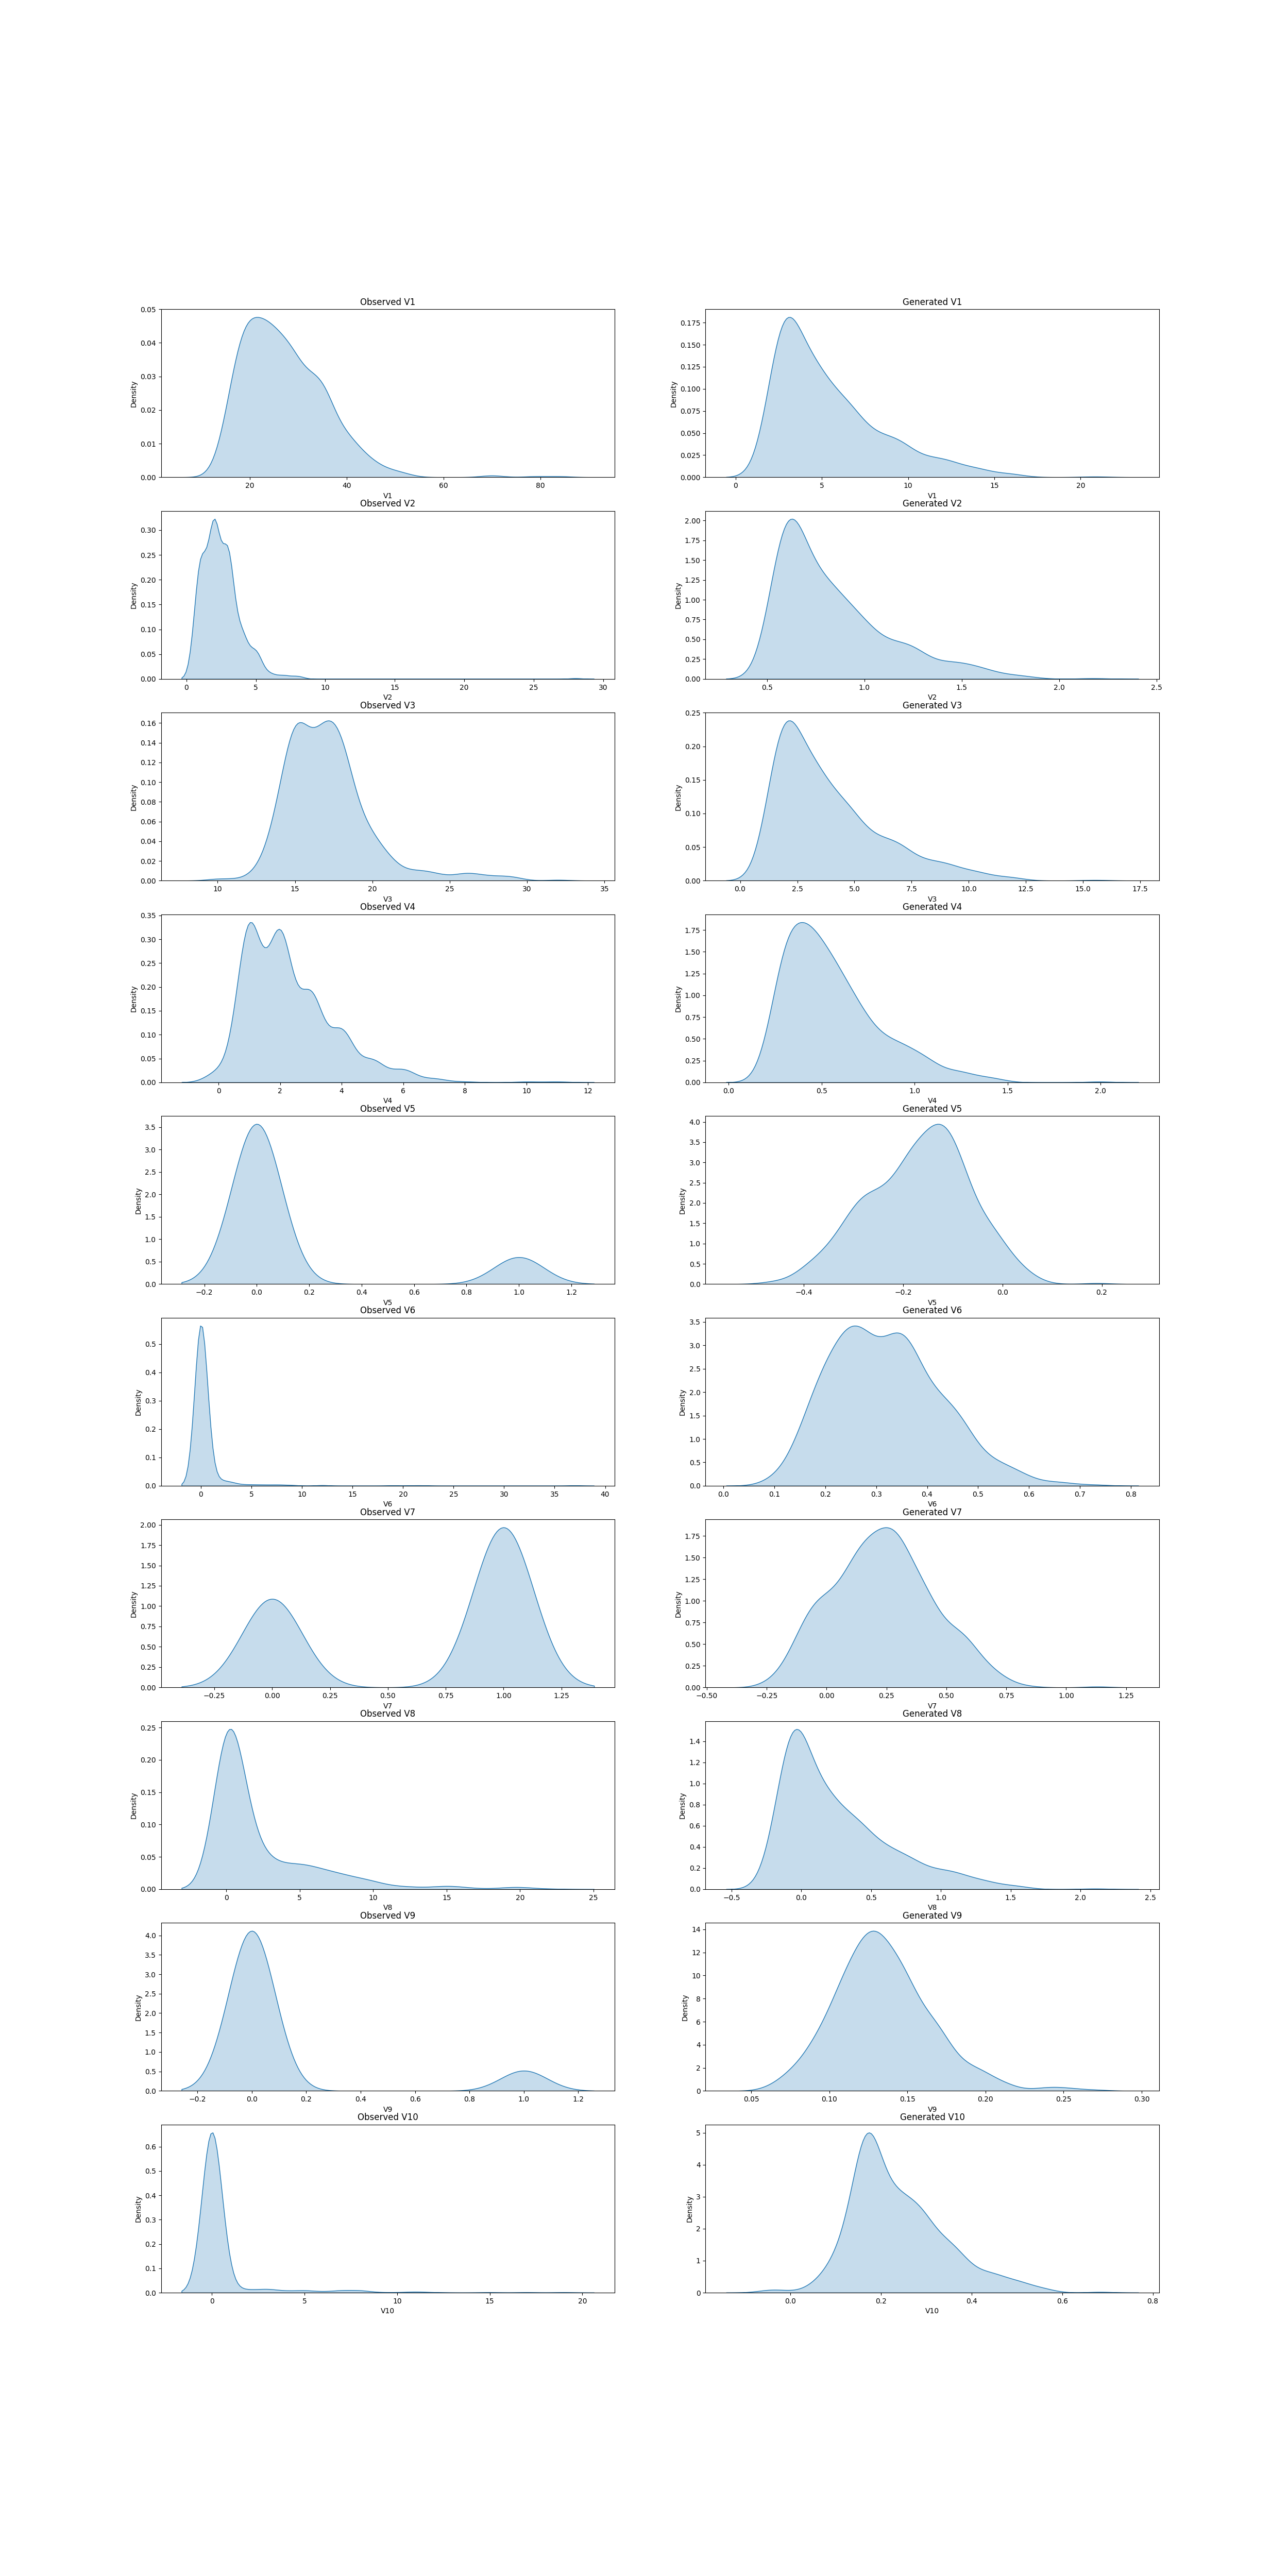 Observed V1
0.05
0.04
0.03
0.02
0.01
0.00
Density
20 40 60 80
V1
Generated V1
0.175
0.150
0.125
0.100
0.075
0.050
0.025
0.000
Density
0 5 10 15 20
V1
Observed V2
0.30
0.25
0.20
0.15
0.10
0.05
0.00
Density
0 5 10 15 20 25 30
V2
Generated V2
2.00
1.75
1.50
1.25
1.00
0.75
0.50
0.25
0.00
Density
0.5 1.0 1.5 2.0 2.5
V2
Observed V3
0.16
0.14
0.12
0.10
0.08
0.06
0.04
0.02
0.00
Density
10 15 20 25 30 35
V3
Generated V3
0.25
0.20
0.15
0.10
0.05
0.00
Density
0.0 2.5 5.0 7.5 10.0 12.5 15.0 17.5
V3
Observed V4
0.35
0.30
0.25
0.20
0.15
0.10
0.05
0.00
Density
0 2 4 6 8 10 12
V4
Generated V4
1.75
1.50
1.25
1.00
0.75
0.50
0.25
0.00
Density
0.0 0.5 1.0 1.5 2.0
V4
Observed V5
3.5
3.0
2.5
2.0
1.5
1.0
0.5
0.0
Density
−0.2 0.0 0.2 0.4 0.6 0.8 1.0 1.2
V5
Generated V5
4.0
3.5
3.0
2.5
2.0
1.5
1.0
0.5
0.0
Density
−0.4 −0.2 0.0 0.2
V5
Observed V6
0.5
0.4
0.3
0.2
0.1
0.0
Density
0 5 10 15 20 25 30 35 40
V6
Generated V6
3.5
3.0
2.5
2.0
1.5
1.0
0.5
0.0
Density
0.0 0.1 0.2 0.3 0.4 0.5 0.6 0.7 0.8
V6
Observed V7
2.00
1.75
1.50
1.25
1.00
0.75
0.50
0.25
0.00
Density
−0.25 0.00 0.25 0.50 0.75 1.00 1.25
V7
Generated V7
1.75
1.50
1.25
1.00
0.75
0.50
0.25
0.00
Density
−0.50 −0.25 0.00 0.25 0.50 0.75 1.00 1.25
V7
Observed V8
0.25
0.20
0.15
0.10
0.05
0.00
Density
0 5 10 15 20 25
V8
Generated V8
1.4
1.2
1.0
0.8
0.6
0.4
0.2
0.0
Density
−0.5 0.0 0.5 1.0 1.5 2.0 2.5
V8
Observed V9
4.0
3.5
3.0
2.5
2.0
1.5
1.0
0.5
0.0
Density
−0.2 0.0 0.2 0.4 0.6 0.8 1.0 1.2
V9
Generated V9
14
12
10
8
6
4
2
0
Density
0.05 0.10 0.15 0.20 0.25 0.30
V9
Observed V10
0.6
0.5
0.4
0.3
0.2
0.1
0.0
Density
0 5 10 15 20
V10
Generated V10
5
4
3
2
1
0
Density
0.0 0.2 0.4 0.6 0.8
V10